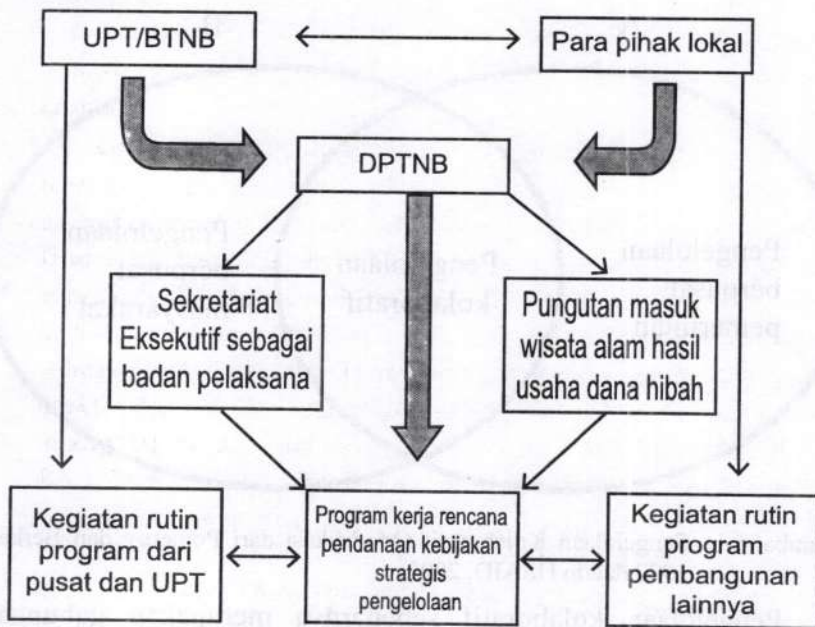 UPT/BTNB
Para pihak lokal
DPTNB
Sekretariat
Eksekutif sebagai
badan pelaksana
Pungutan masuk
wisata alam hasil
usaha dana hibah
Kegiatan rutin
program dari
pusat dan UPT
Program kerja rencana
pendanaan kebijakan
strategis
pengelolaan
Kegiatan rutin
program
pembangunan
lainnya